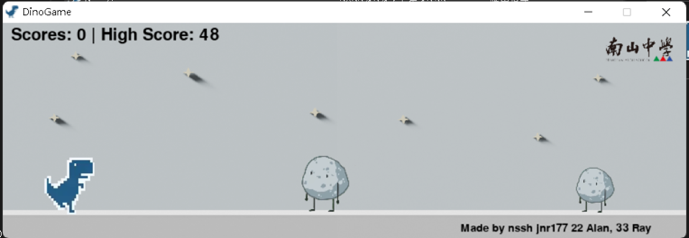 DinoGame
Scores: 0 | High Score: 48
南山中學
Made by nssh jnr177 22 Alan, 33 Ray